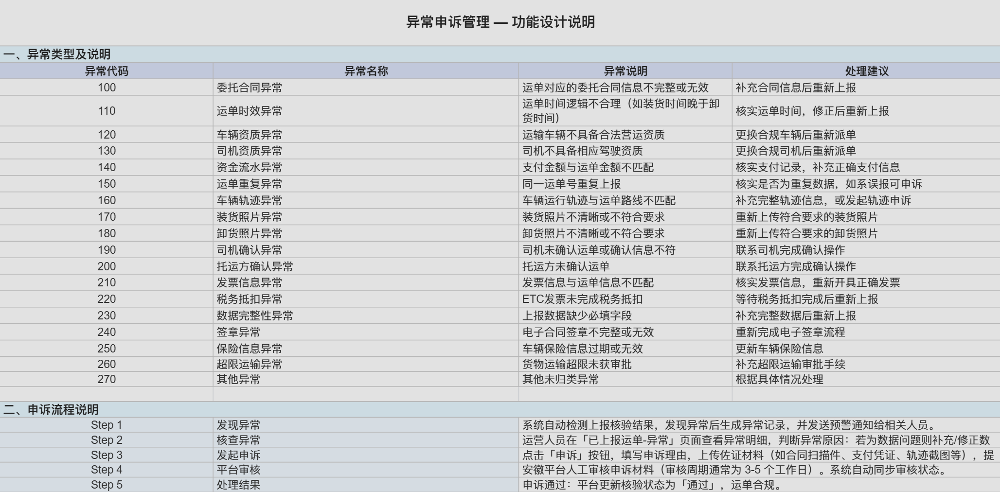 异常申诉管理 — 功能设计说明
一、异常类型及说明
异常代码 异常名称 异常说明 处理建议
100 委托合同异常 运单对应的委托合同信息不完整或无效 补充合同信息后重新上报
110 运单时效异常 运单时间逻辑不合理（如装货时间晚于卸货时间） 核实运单时间，修正后重新上报
120 车辆资质异常 运输车辆不具备合法营运资质 更换合规车辆后重新派单
130 司机资质异常 司机不具备相应驾驶资质 更换合规司机后重新派单
140 资金流水异常 支付金额与运单金额不匹配 核实支付记录，补充正确支付信息
150 运单重复异常 同一运单号重复上报 核实是否为重复数据，如系误报可申诉
160 车辆轨迹异常 车辆运行轨迹与运单路线不匹配 补充完整轨迹信息，或发起轨迹申诉
170 装货照片异常 装货照片不清晰或不符合要求 重新上传符合要求的装货照片
180 卸货照片异常 卸货照片不清晰或不符合要求 重新上传符合要求的卸货照片
190 司机确认异常 司机未确认运单或确认信息不符 联系司机完成确认操作
200 托运方确认异常 托运方未确认运单 联系托运方完成确认操作
210 发票信息异常 发票信息与运单信息不匹配 核实发票信息，重新开具正确发票
220 税务抵扣异常 ETC发票未完成税务抵扣 等待税务抵扣完成后重新上报
230 数据完整性异常 上报数据缺少必填字段 补充完整数据后重新上报
240 签章异常 电子合同签章不完整或无效 重新完成电子签章流程
250 保险信息异常 车辆保险信息过期或无效 更新车辆保险信息
260 超限运输异常 货物运输超限未获审批 补充超限运输审批手续
270 其他异常 其他未归类异常 根据具体情况处理
二、申诉流程说明
Step 1 发现异常 系统自动检测上报核验结果，发现异常后生成异常记录，并发送预警通知给相关人员。
Step 2 核查异常 运营人员在「已上报运单-异常」页面查看异常明细，判断异常原因：若为数据问题则补充/修正数
Step 3 发起申诉 点击「申诉」按钮，填写申诉理由，上传佐证材料（如合同扫描件、支付凭证、轨迹截图等），提
Step 4 平台审核 安徽平台人工审核申诉材料（审核周期通常为 3-5 个工作日）。系统自动同步审核状态。
Step 5 处理结果 申诉通过：平台更新核验状态为「通过」，运单合规。